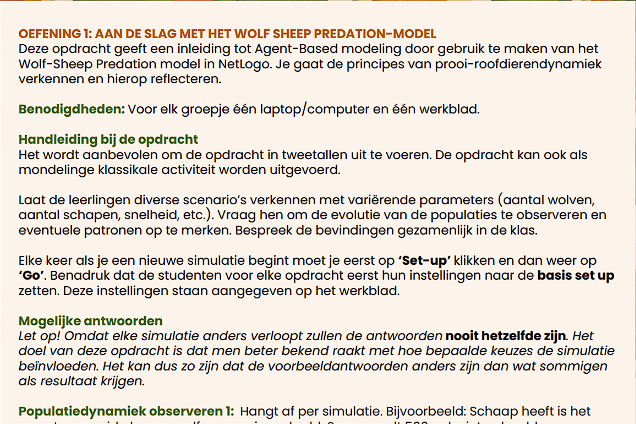 OEFENING 1: AAN DE SLAG MET HET WOLF SHEEP PREDATION-MODEL
Deze opdracht geeft een inleiding tot Agent-Based modeling door gebruik te maken van het
Wolf-Sheep Predation model in NetLogo. Je gaat de principes van prooi-roofdierendynamiek
verkennen en hierop reflecteren.
Benodigdheden: Voor elk groepje één laptop/computer en één werkblad.
Handleiding bij de opdracht
Het wordt aanbevolen om de opdracht in tweetallen uit te voeren. De opdracht kan ook als
mondelinge klassikale activiteit worden uitgevoerd.
Laat de leerlingen diverse scenario's verkennen met variërende parameters (aantal wolven,
aantal schapen, snelheid, etc.). Vraag hen om de evolutie van de populaties te observeren en
eventuele patronen op te merken. Bespreek de bevindingen gezamenlijk in de klas.
Elke keer als je een nieuwe simulatie begint moet je eerst op ‘Set-up’ klikken en dan weer op
‘Go’. Benadruk dat de studenten voor elke opdracht eerst hun instellingen naar de basis set up
zetten. Deze instellingen staan aangegeven op het werkblad.
Mogelijke antwoorden
Let op! Omdat elke simulatie anders verloopt zullen de antwoorden nooit hetzelfde zijn. Het
doel van deze opdracht is dat men beter bekend raakt met hoe bepaalde keuzes de simulatie
beïnvloeden. Het kan dus zo zijn dat de voorbeeldantwoorden anders zijn dan wat sommigen
als resultaat krijgen.
Populatiedynamiek observeren 1: Hangt af per simulatie. Bijvoorbeeld: Schaap heeft is het